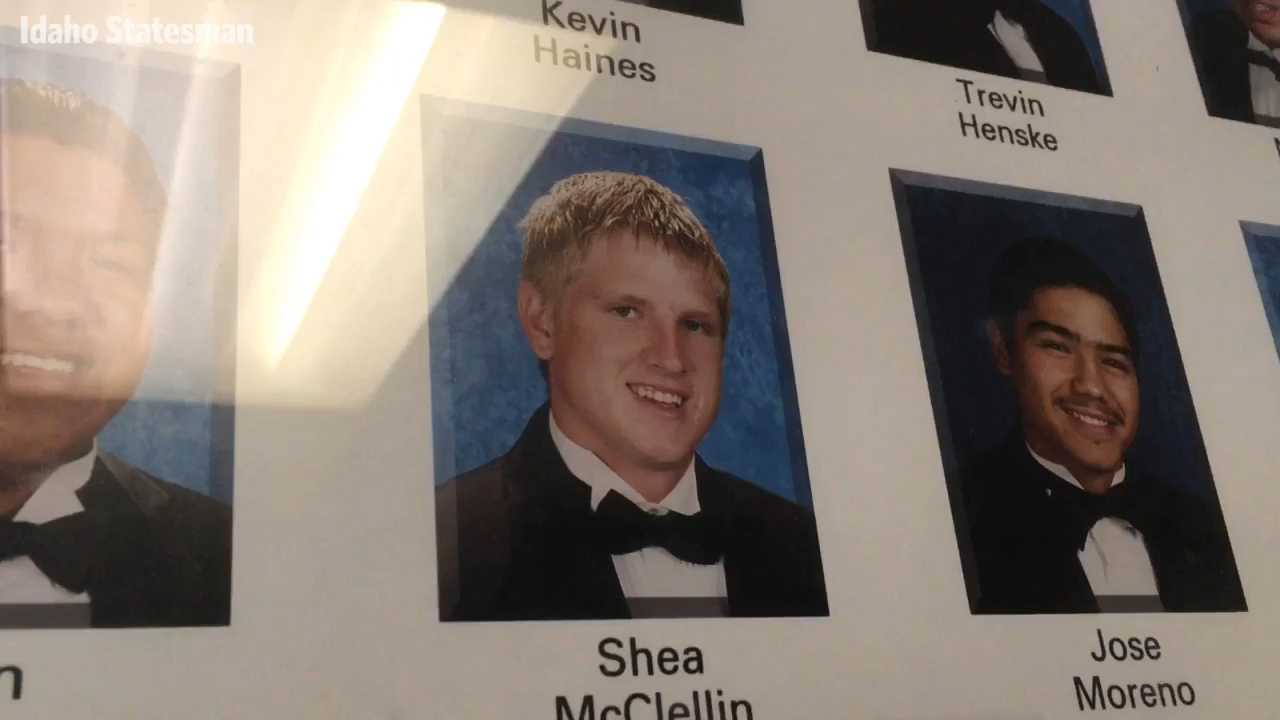 Idaho Statesman
Kevin
Haines
Trevin
Henske
Shea
McClellin
Jose
Moreno